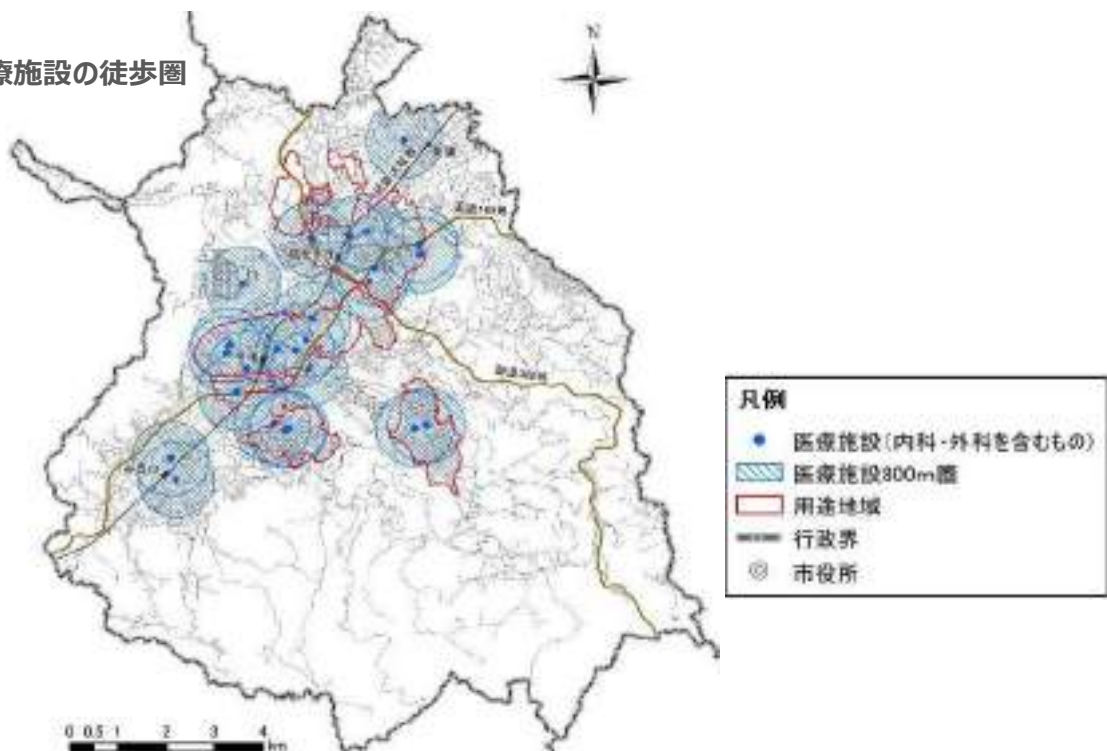 療施設の徒歩圏
N
凡例
医療施設(内科・外科を含むもの)
医療施設800m圏
用途地域
行政界
市役所
0 0.5 1 2 3 4
km